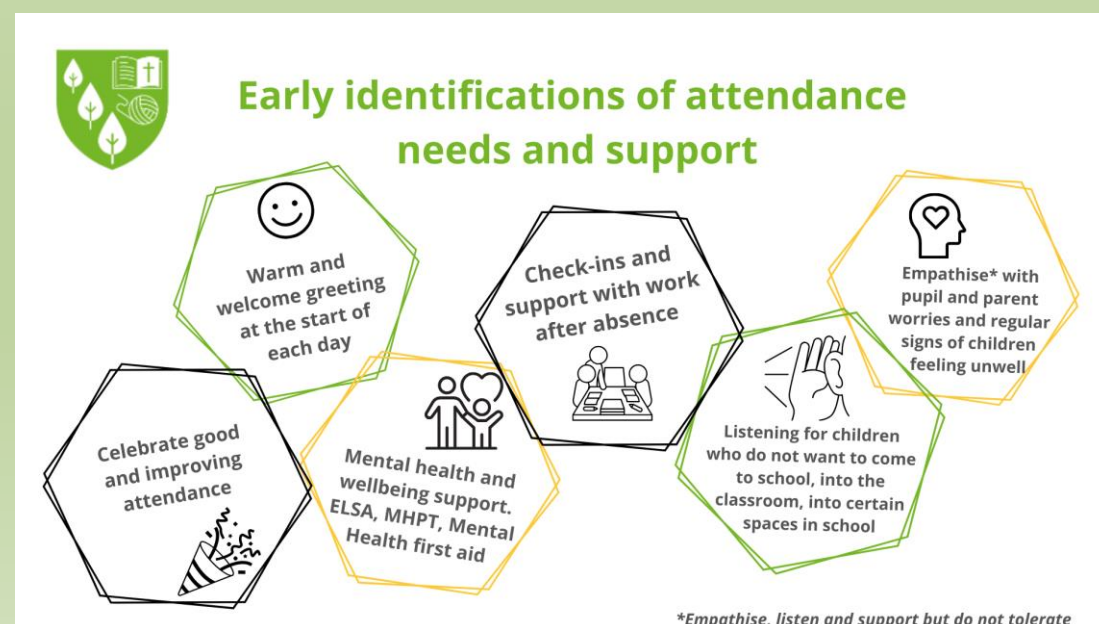 Early identifications of attendance
needs and support
Warm and
welcome greeting
at the start of
each day
Check-ins and
support with work
after absence
Empathise* with
pupil and parent
worries and regular
signs of children
feeling unwell
Celebrate good
and improving
attendance
Mental health and
wellbeing support.
ELSA, MHPT, Mental
Health first aid
Listening for children
who do not want to come
to school, into the
classroom, into certain
spaces in school
*Empathise, listen and support but do not tolerate